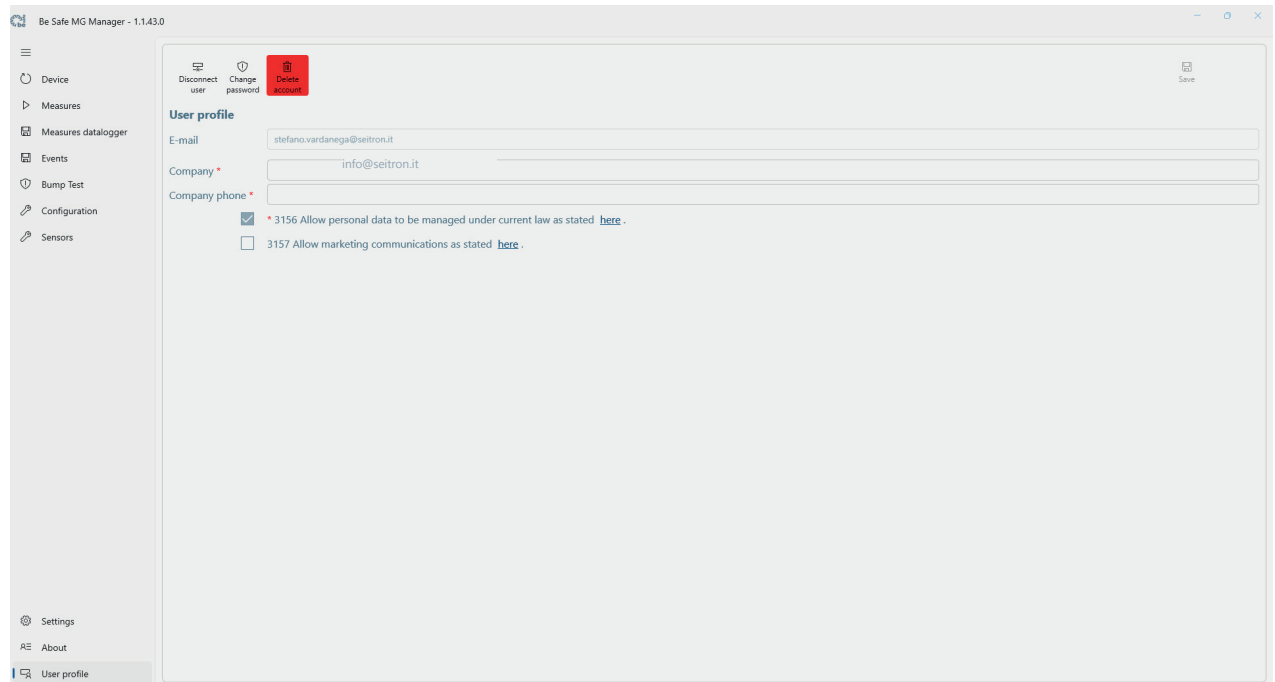 be
Be Safe MG Manager - 1.1.43.0
Device
Measures
Measures datalogger
Events
Bump Test
Configuration
Sensors
Disconnect
user
Change
password
Delete
account
Save
User profile
E-mail
stefano.vardanega@seitron.it
Company *
info@seitron.it
Company phone *
* 3156 Allow personal data to be managed under current law as stated here .
3157 Allow marketing communications as stated here .
Settings
About
User profile